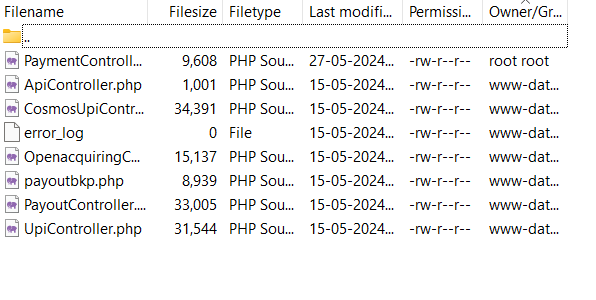 Filename Filesize Filetype Last modifi... Permissi... Owner/Gr...
..
PaymentControll... 9,608 PHP Sou... 27-05-2024... -rw-r--r-- root root
ApiController.php 1,001 PHP Sou... 15-05-2024... -rw-r--r-- www-dat...
CosmosUpiContr... 34,391 PHP Sou... 15-05-2024... -rw-r--r-- www-dat...
error_log 0 File 15-05-2024... -rw-r--r-- www-dat...
OpenacquiringC... 15,137 PHP Sou... 15-05-2024... -rw-r--r-- www-dat...
payoutbkp.php 8,939 PHP Sou... 15-05-2024... -rw-r--r-- www-dat...
PayoutController.... 33,005 PHP Sou... 15-05-2024... -rw-r--r-- www-dat...
UpiController.php 31,544 PHP Sou... 15-05-2024... -rw-r--r-- www-dat...